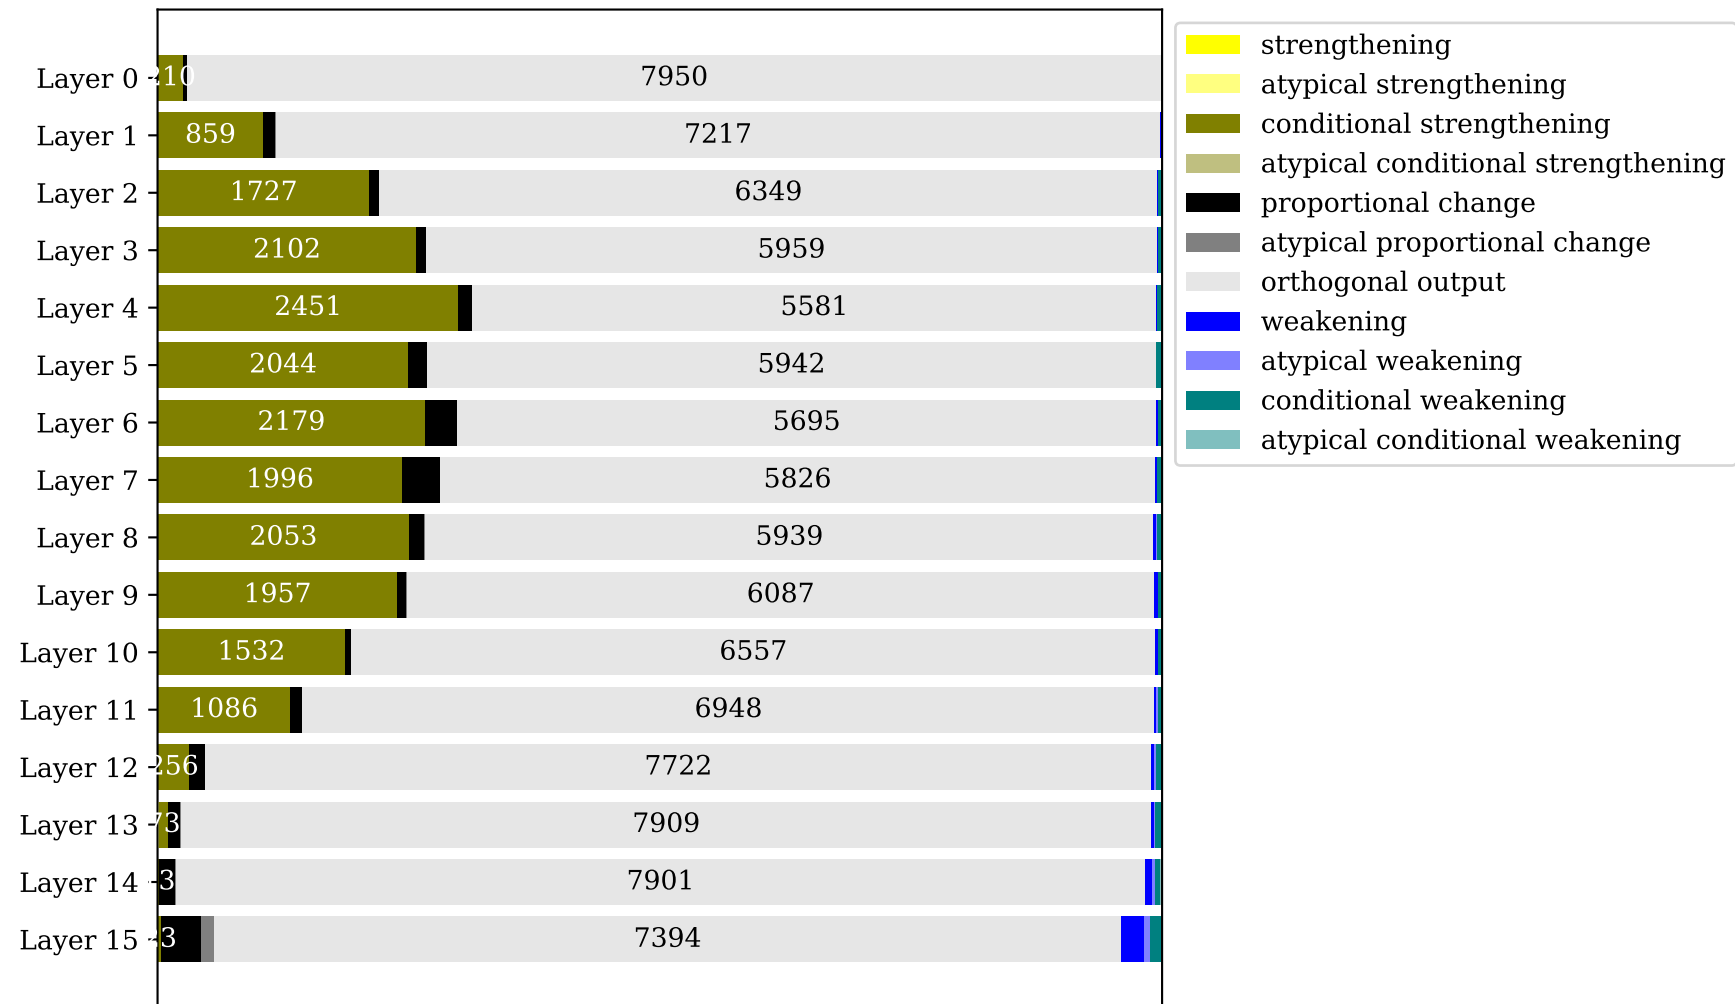 Layer 0 210 7950
Layer 1 859 7217
Layer 2 1727 6349
Layer 3 2102 5959
Layer 4 2451 5581
Layer 5 2044 5942
Layer 6 2179 5695
Layer 7 1996 5826
Layer 8 2053 5939
Layer 9 1957 6087
Layer 10 1532 6557
Layer 11 1086 6948
Layer 12 256 7722
Layer 13 73 7909
Layer 14 7901
Layer 15 7394
strengthening
atypical strengthening
conditional strengthening
atypical conditional strengthening
proportional change
atypical proportional change
orthogonal output
weakening
atypical weakening
conditional weakening
atypical conditional weakening